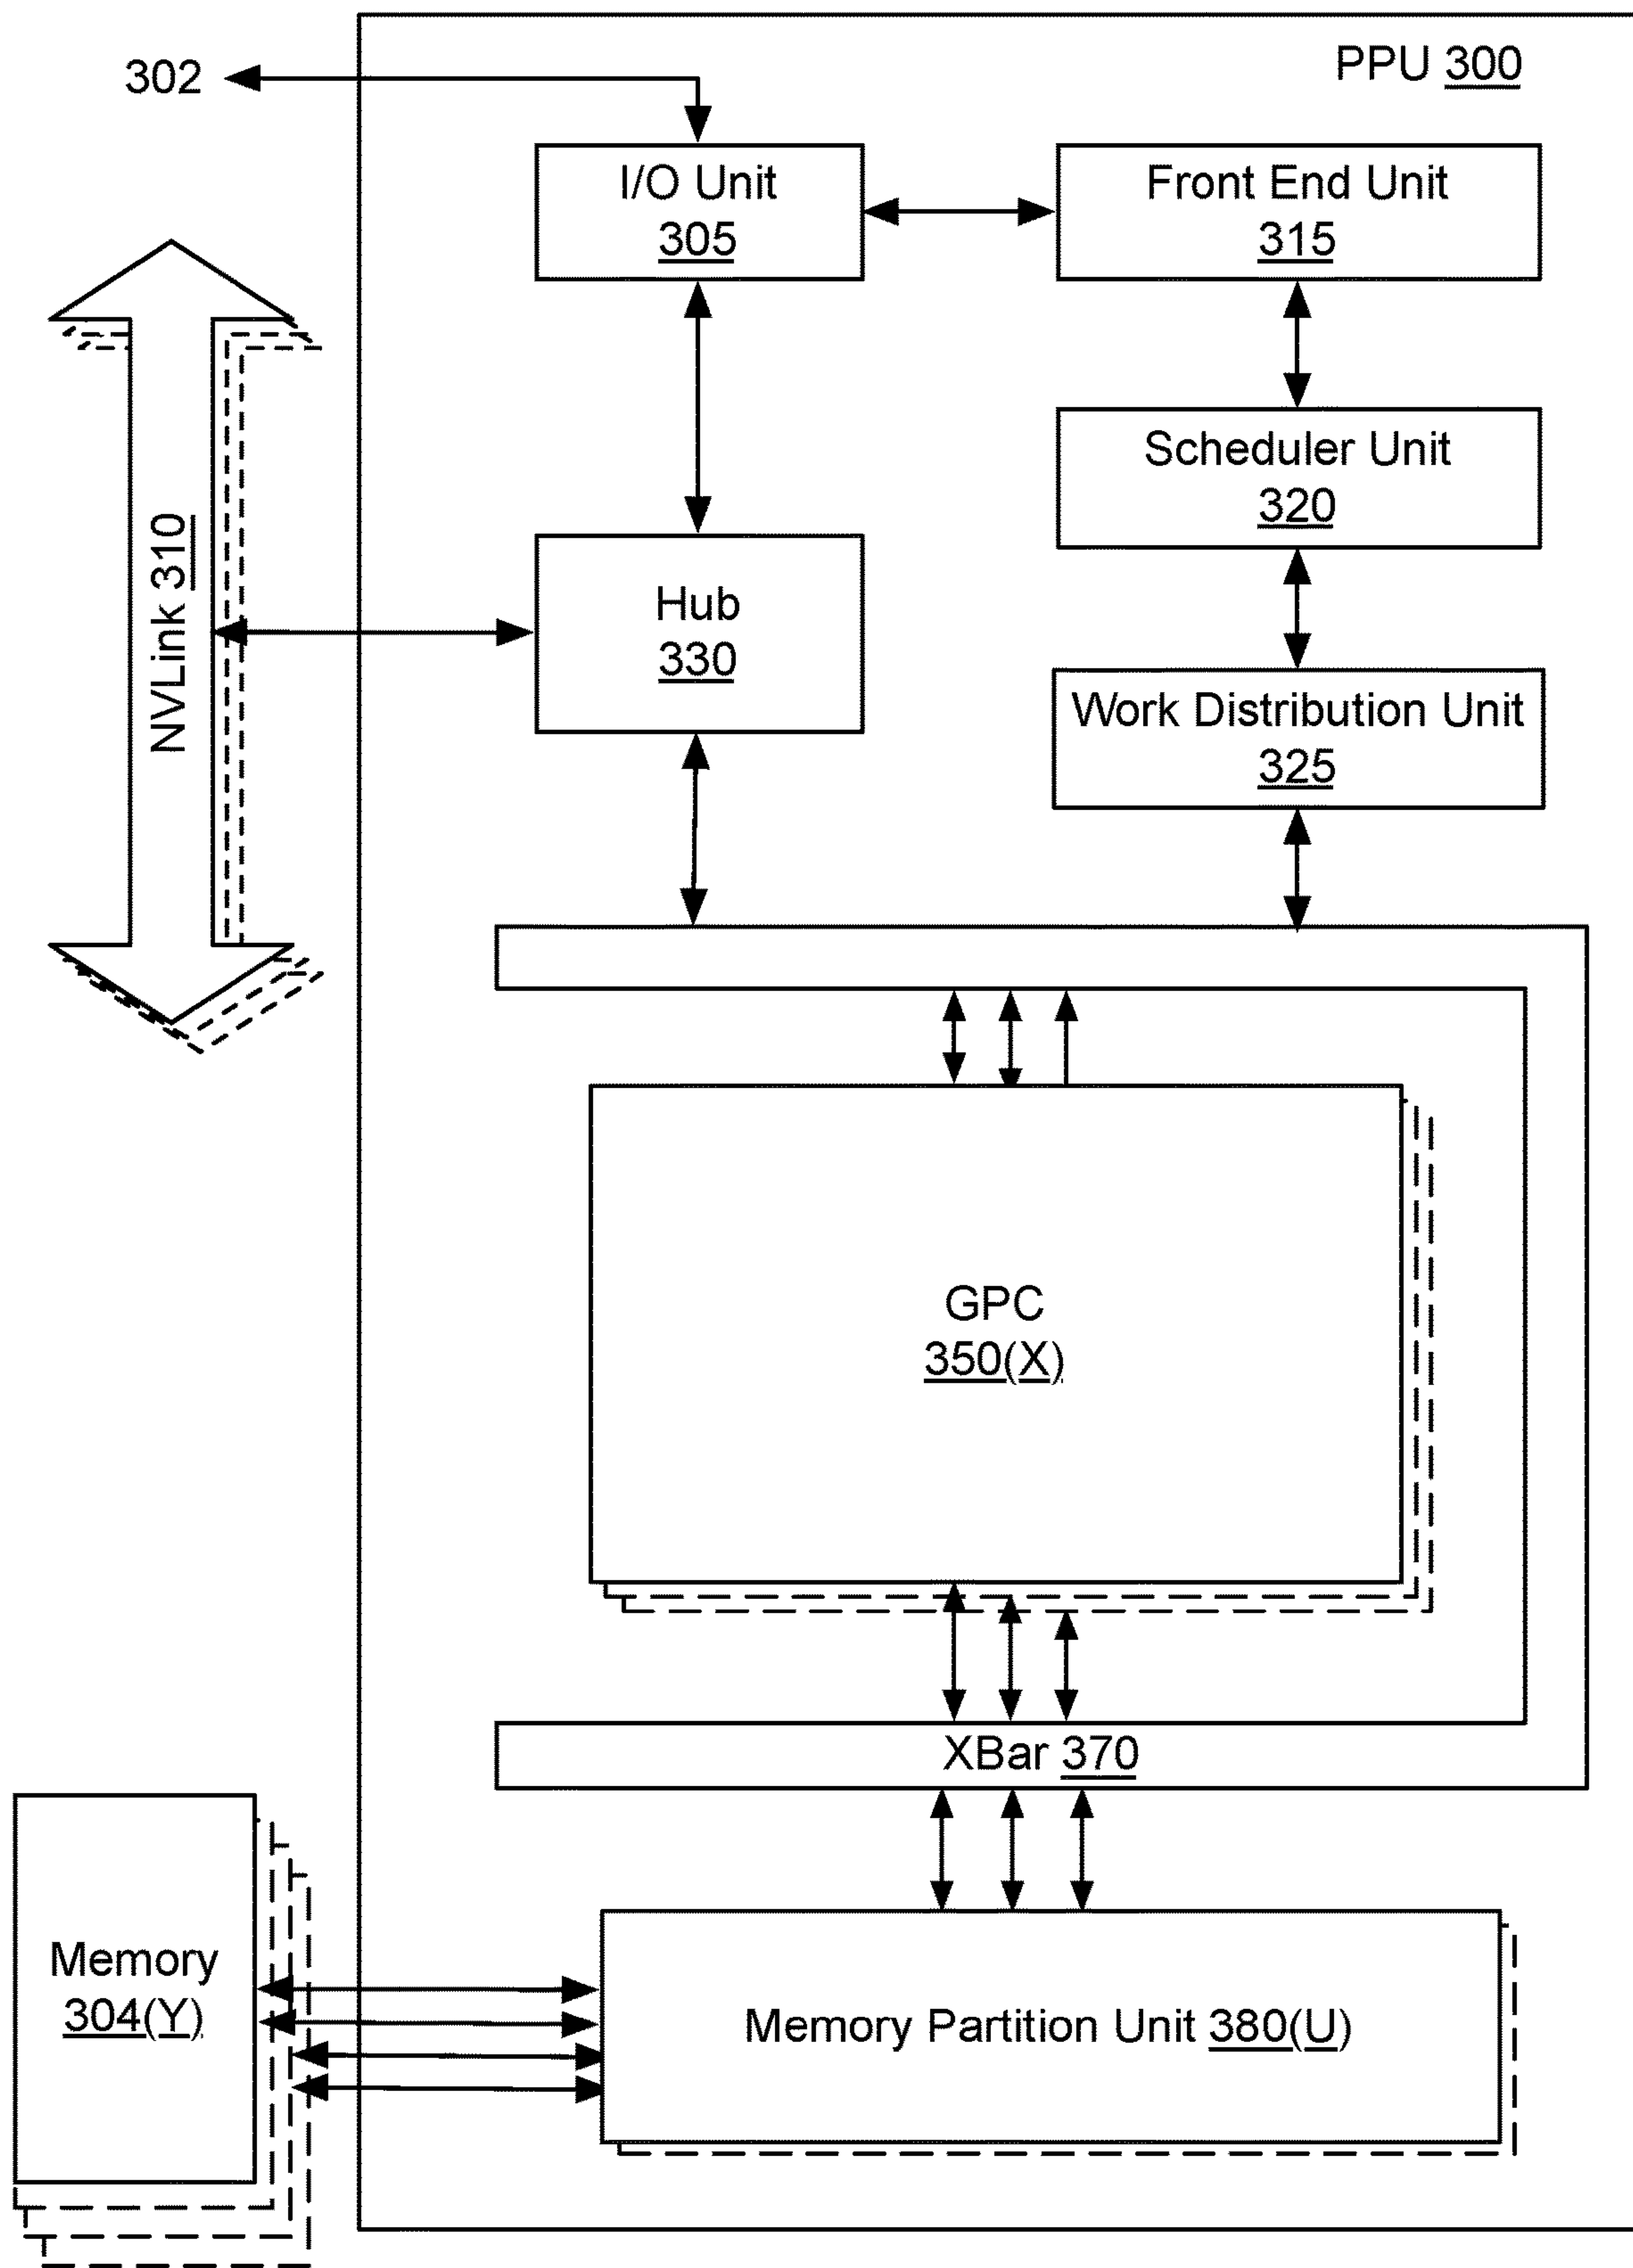 PPU 300
302
I/O Unit
305
Front End Unit
315
Scheduler Unit
320
NVLink 310
Hub
330
Work Distribution Unit
325
GPC
350(X)
XBar 370
Memory
304(Y)
Memory Partition Unit 380(U)